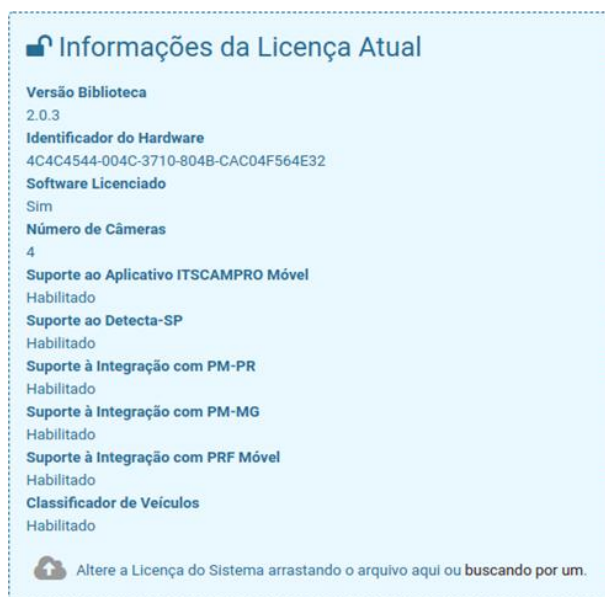 Informações da Licença Atual
Versão Biblioteca
2.0.3
Identificador do Hardware
4C4C4544-004C-3710-804B-CAC04F564E32
Software Licenciado
Sim
Número de Câmeras
4
Suporte ao Aplicativo ITSCAMPRO Móvel
Habilitado
Suporte ao Detecta-SP
Habilitado
Suporte à Integração com PM-PR
Habilitado
Suporte à Integração com PM-MG
Habilitado
Suporte à Integração com PRF Móvel
Habilitado
Classificador de Veículos
Habilitado
Altere a Licença do Sistema arrastando o arquivo aqui ou buscando por um.